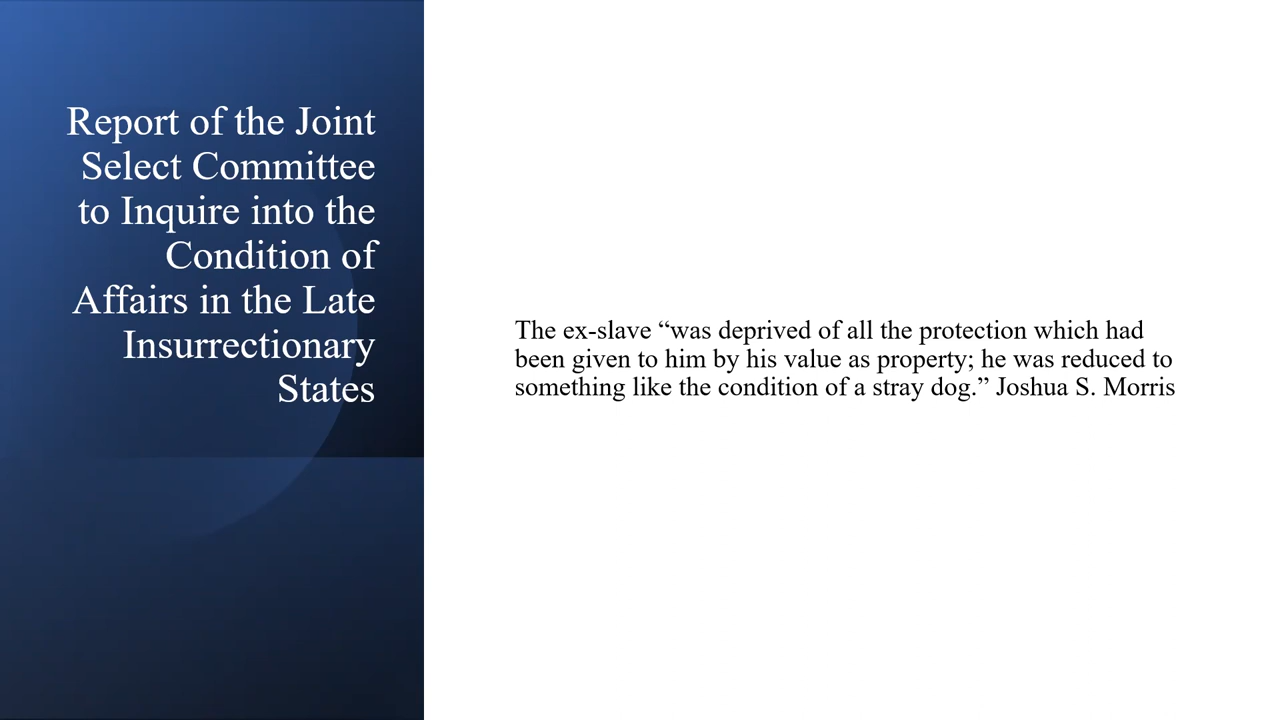 Report of the Joint
Select Committee
to Inquire into the
Condition of
Affairs in the Late
Insurrectionary
States
The ex-slave “was deprived of all the protection which had
been given to him by his value as property; he was reduced to
something like the condition of a stray dog.” Joshua S. Morris